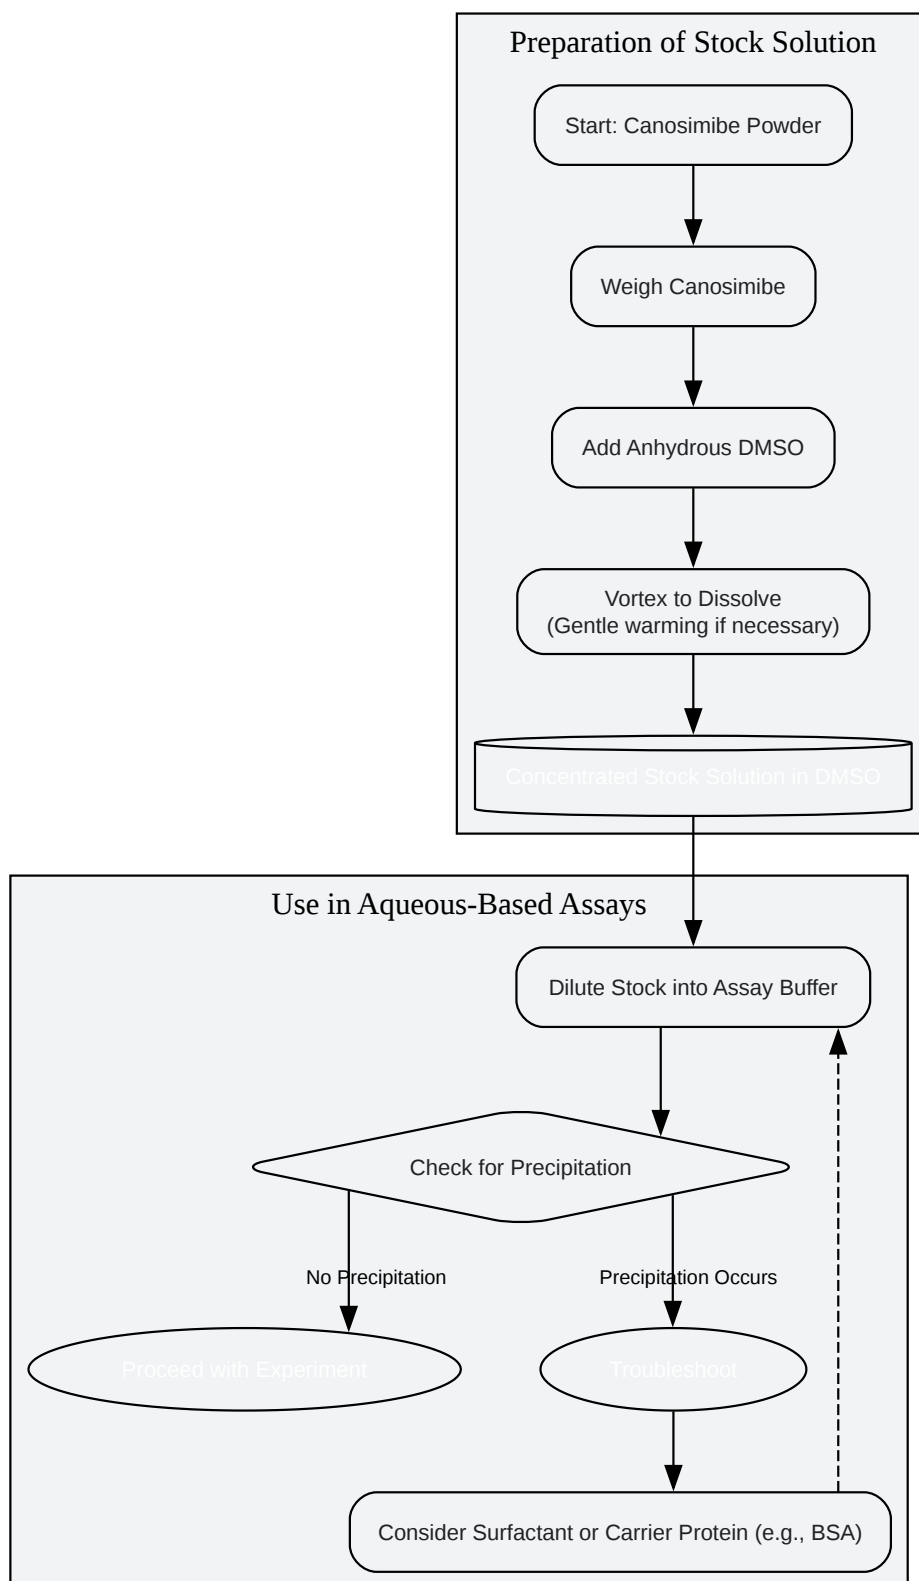 Preparation of Stock Solution
Start: Canosimibe Powder
Weigh Canosimibe
Add Anhydrous DMSO
Vortex to Dissolve
(Gentle warming if necessary)
Concentrated Stock Solution in DMSO
Use in Aqueous-Based Assays
Dilute Stock into Assay Buffer
Check for Precipitation
No Precipitation
Precipitation Occurs
Proceed with Experiment
Troubleshoot
Consider Surfactant or Carrier Protein (e.g., BSA)